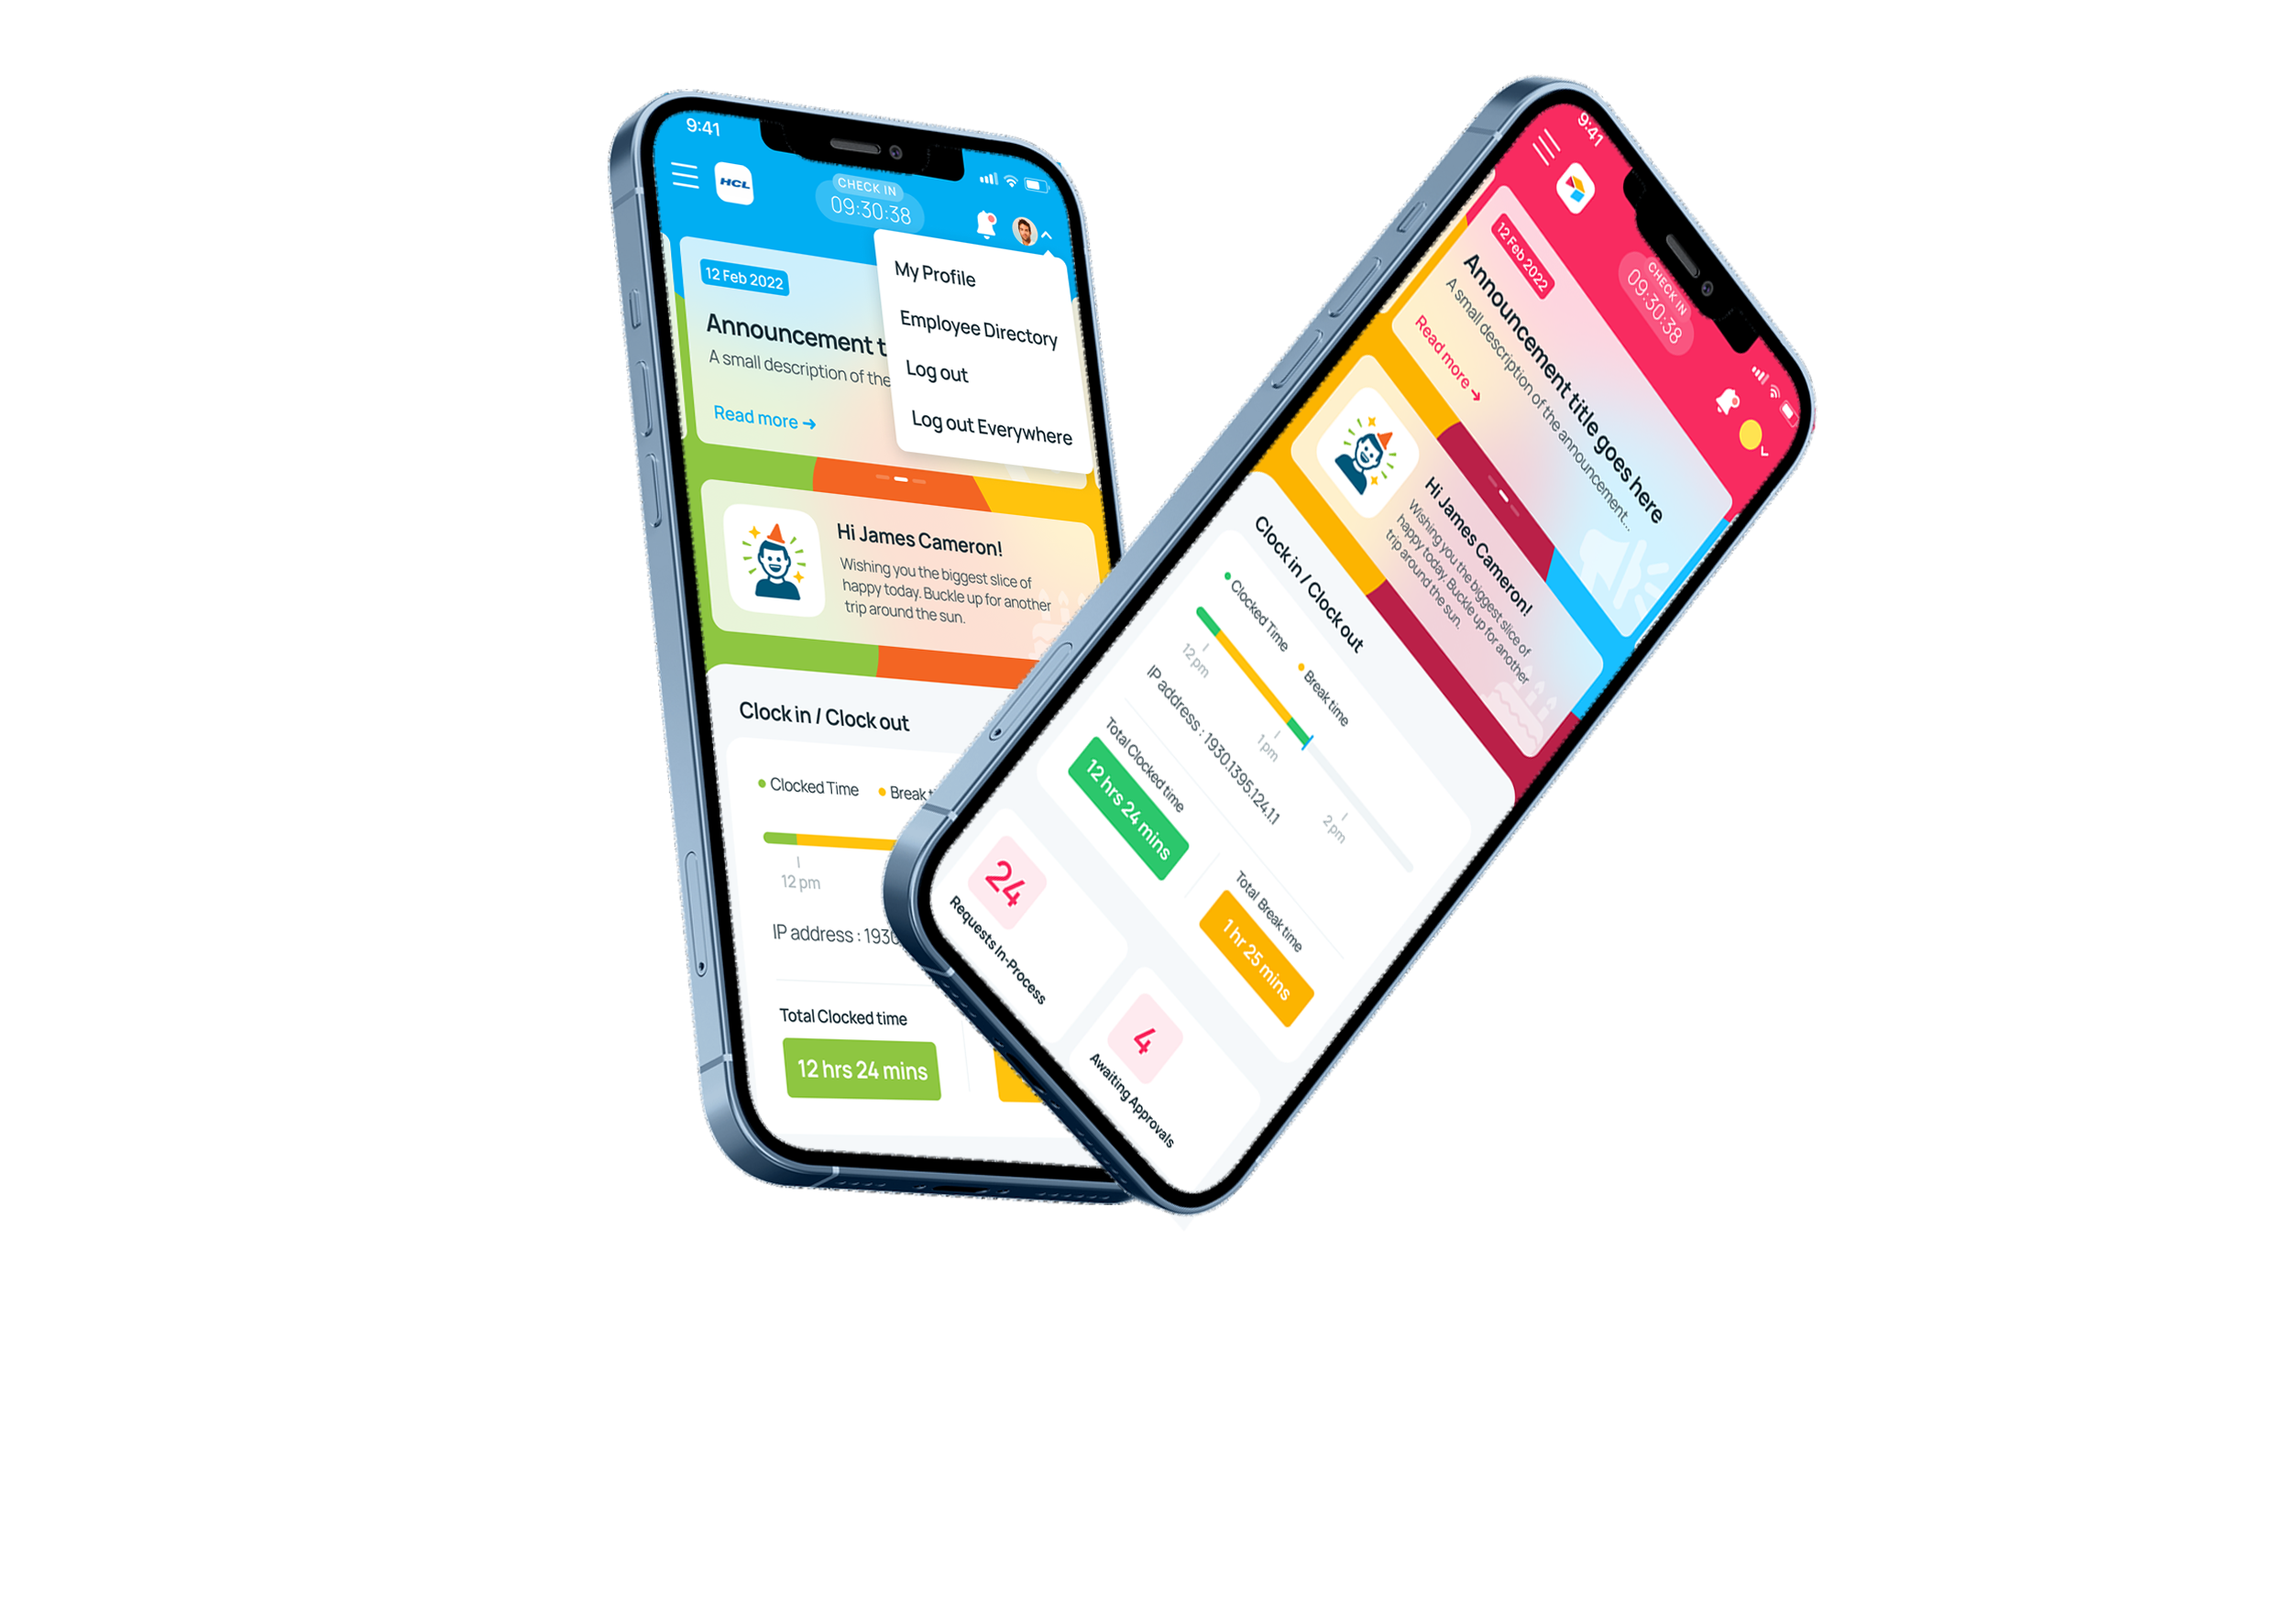 9:41
HCL
CHECK IN
09:30:38
My Profile
Employee Directory
Log out
Log out Everywhere
12 Feb 2022
Announcement t
A small description of the
Read more →
Hi James Cameron!
Wishing you the biggest slice of
happy today. Buckle up for another
trip around the sun.
Clock in / Clock out
Clocked Time
Break
12 pm
IP address : 1930.
Total Clocked time
12 hrs 24 mins
9:41
CHECK IN
09:30:38
12 Feb 2022
Announcement title goes here
A small description of the announcement...
Read more →
Hi James Cameron!
Wishing you the biggest slice of
happy today. Buckle up for another
trip around the sun.
Clock in / Clock out
Clocked Time
Break time
12 pm
1 pm
2 pm
IP address : 1930.1395.124.1.1
Total Clocked time
12 hrs 24 mins
Total Break time
1 hr 25 mins
24
Requests In-Process
4
Awaiting Approvals